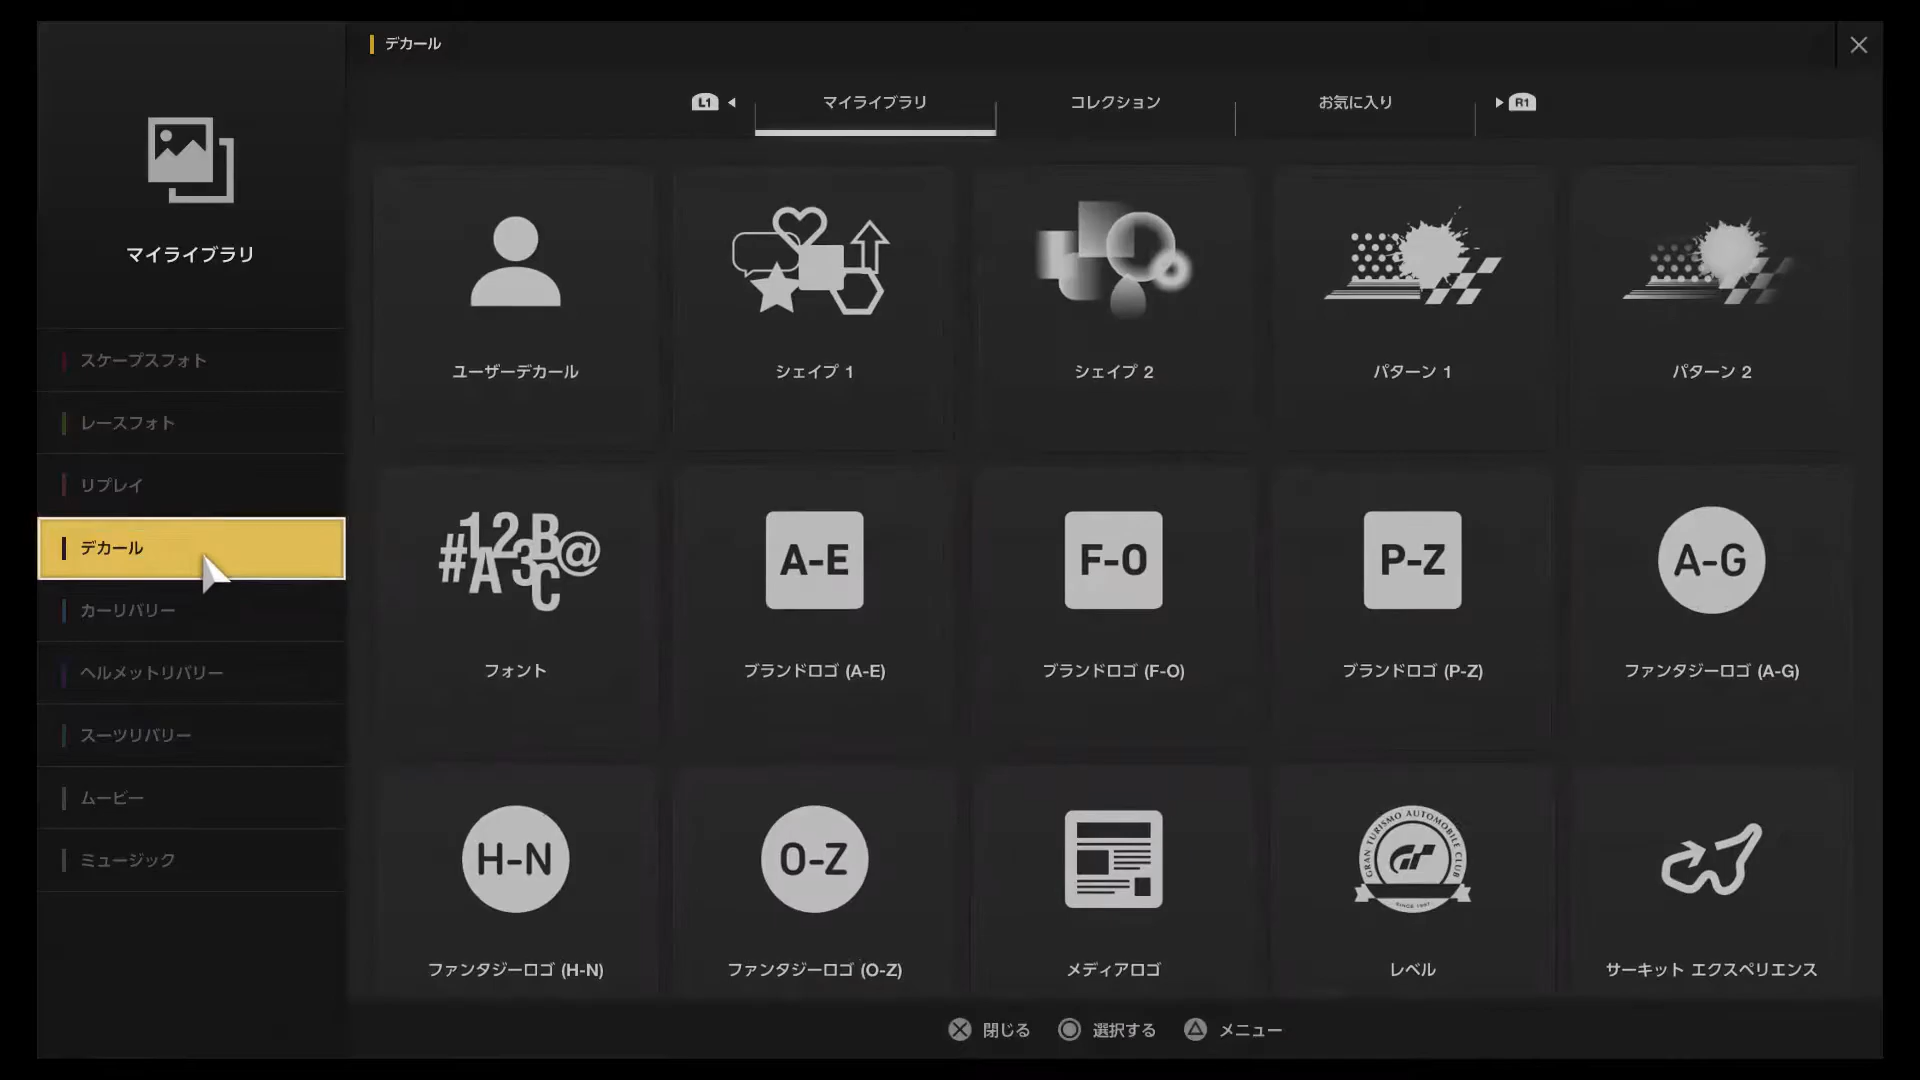 デカール
L1
マイライブラリ
コレクション
お気に入り
R1
マイライブラリ
スケープスフォト
レースフォト
リプレイ
デカール
カーリバリー
ヘルメットリバリー
スーツリバリー
ムービー
ミュージック
ユーザーデカール
シェイプ 1
シェイプ 2
パターン 1
パターン 2
#123ABC@
フォント
A-E
ブランドロゴ (A-E)
F-O
ブランドロゴ (F-O)
P-Z
ブランドロゴ (P-Z)
A-G
ファンタジーロゴ (A-G)
H-N
ファンタジーロゴ (H-N)
O-Z
ファンタジーロゴ (O-Z)
メディアロゴ
GRAN TURISMO AUTOMOBILE CLUB
GT
SINCE 1997
レベル
サーキット エクスペリエンス
閉じる
選択する
メニュー